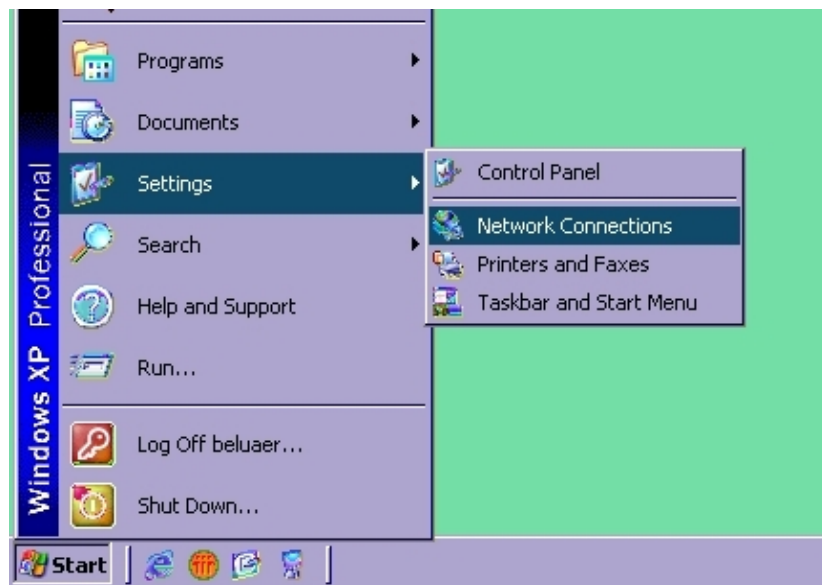 Programs
Documents
Settings
Search
Help and Support
Run...
Log Off beluaer...
Shut Down...
Windows XP Professional
Control Panel
Network Connections
Printers and Faxes
Taskbar and Start Menu
Start